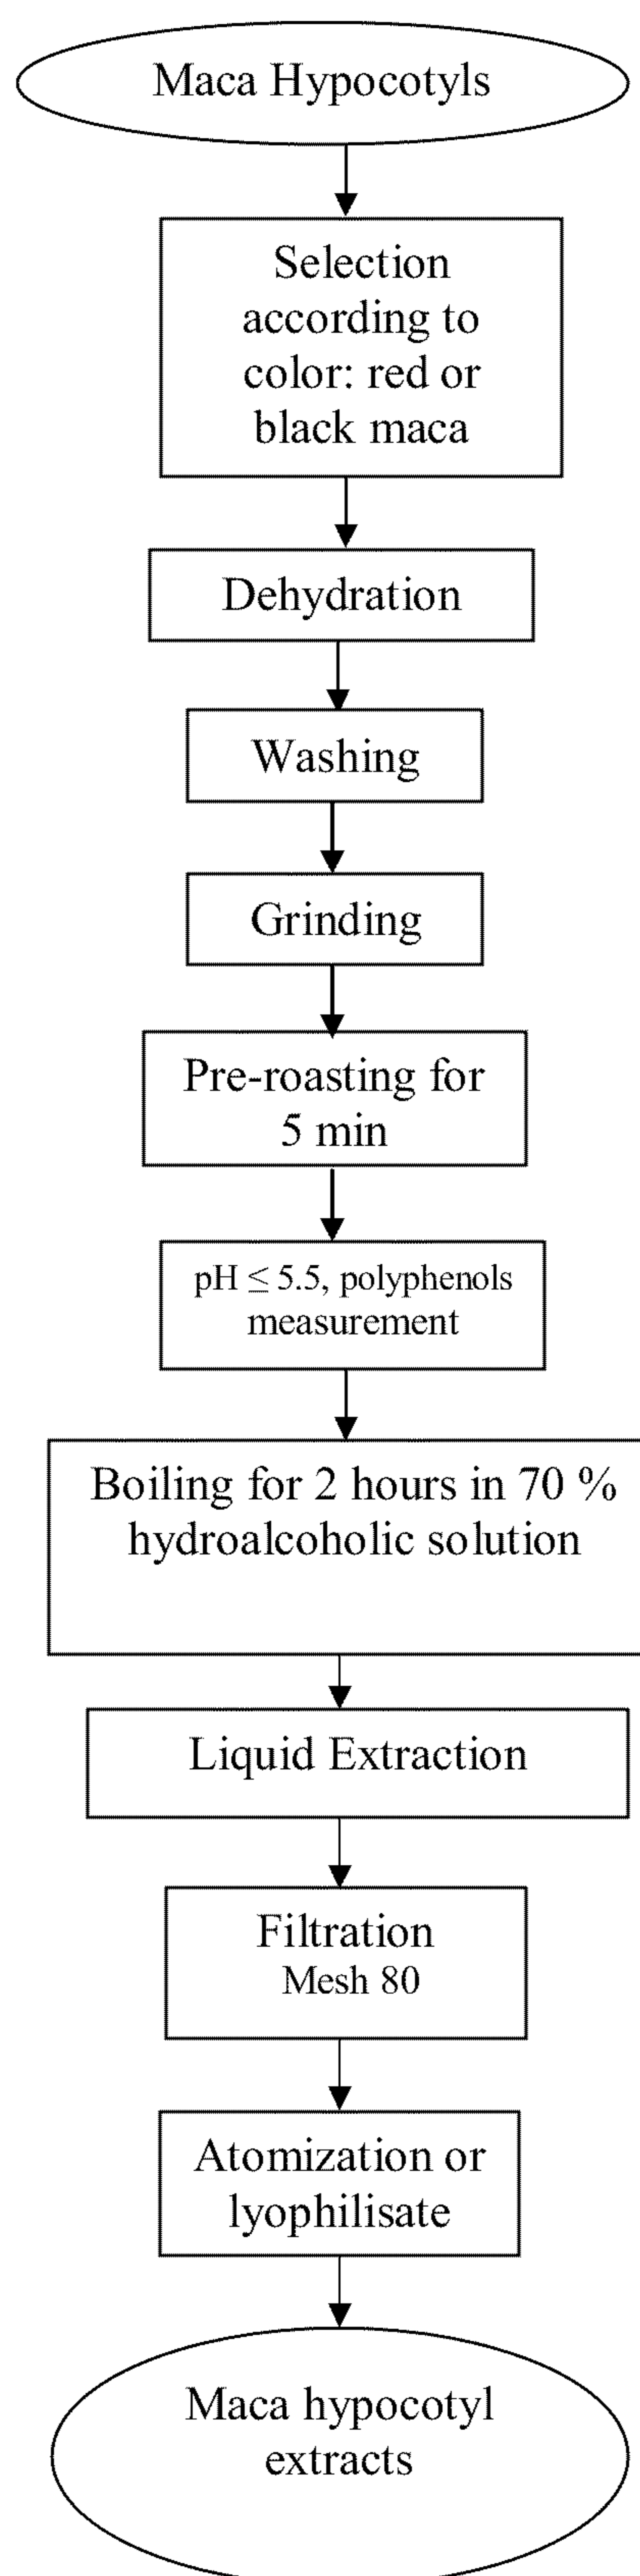 Maca Hypocotyls
Selection
according to
color: red or
black maca
Dehydration
Washing
Grinding
Pre-roasting for
5 min
pH ≤ 5.5, polyphenols
measurement
Boiling for 2 hours in 70 %
hydroalcoholic solution
Liquid Extraction
Filtration
Mesh 80
Atomization or
lyophilisate
Maca hypocotyl
extracts